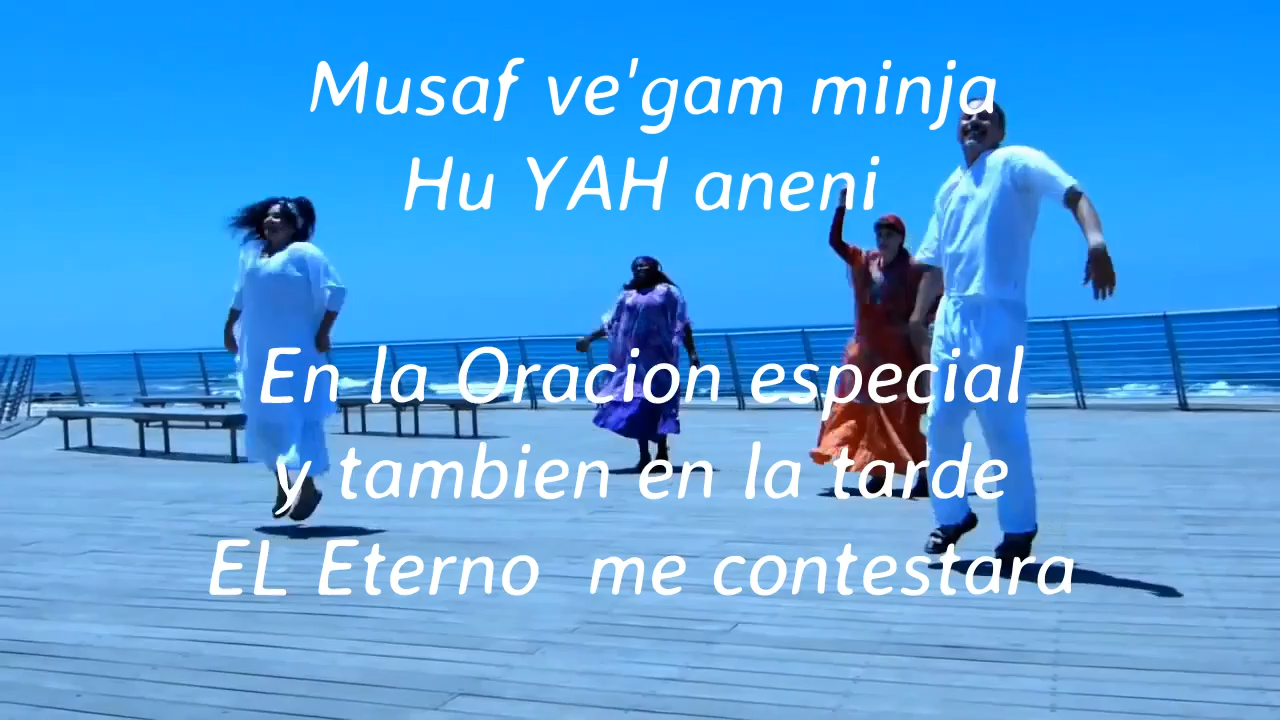 Musaf ve'gam minja
Hu YAH aneni
En la Oracion especial
y tambien en la tarde
EL Eterno me contestara